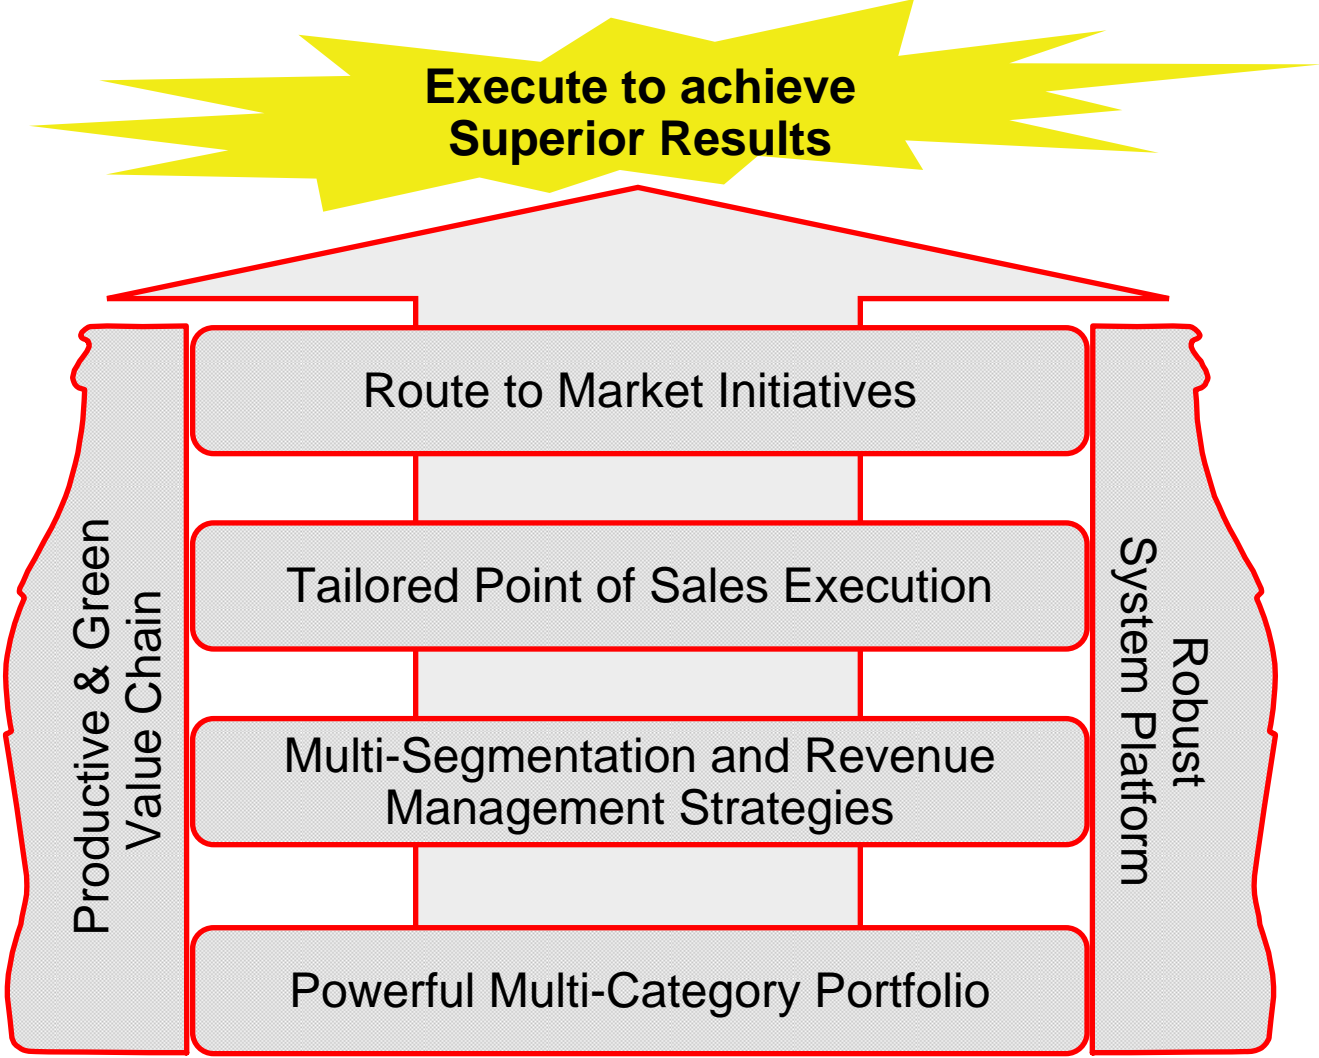 Execute to achieve
Superior Results
Route to Market Initiatives
Tailored Point of Sales Execution
Multi-Segmentation and Revenue
Management Strategies
Powerful Multi-Category Portfolio
Productive & Green
Value Chain
Robust
System Platform